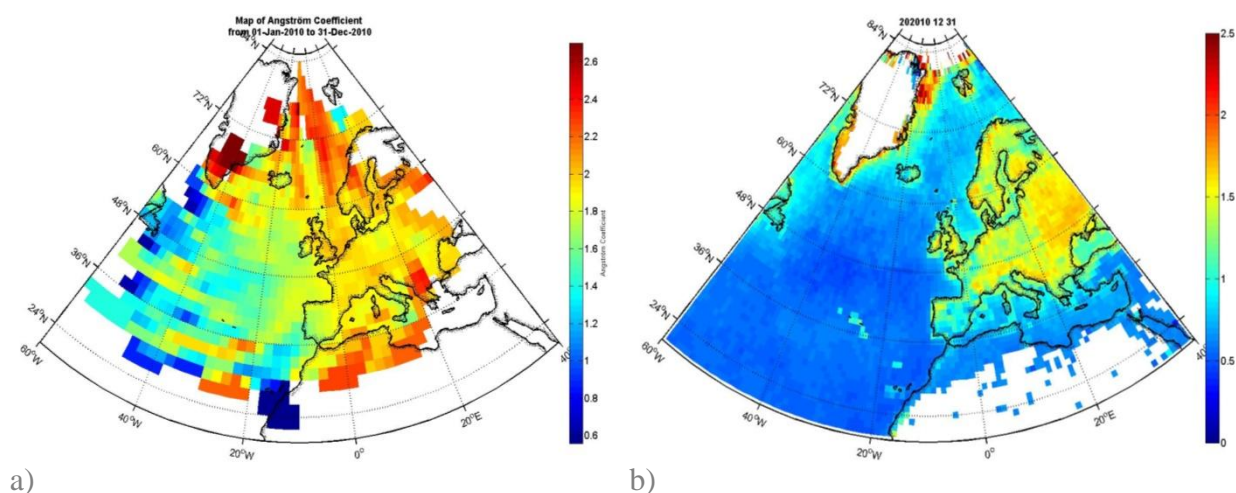 Map of Angström Coefficient
from 01-Jan-2010 to 31-Dec-2010
84°N
72°N
60°N
48°N
36°N
24°N
60°W
40°W
20°W
0°
20°E
40°
2.6
2.4
2.2
2
1.8
1.6
1.4
1.2
1
0.8
0.6
Angström Coefficient
a)
202010 12 31
84°N
72°N
60°N
48°N
36°N
24°N
60°W
40°W
20°W
0°
20°E
40°
2.5
2
1.5
1
0.5
0
b)